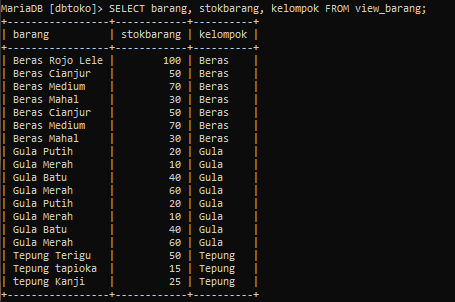 MariaDB [dbtoko]> SELECT barang, stokbarang, kelompok FROM view_barang;
+-----------------+------------+----------+
| barang          | stokbarang | kelompok |
+-----------------+------------+----------+
| Beras Rojo Lele |        100 | Beras    |
| Beras Cianjur   |         50 | Beras    |
| Beras Medium    |         70 | Beras    |
| Beras Mahal     |         30 | Beras    |
| Beras Cianjur   |         50 | Beras    |
| Beras Medium    |         70 | Beras    |
| Beras Mahal     |         30 | Beras    |
| Gula Putih      |         20 | Gula     |
| Gula Merah      |         10 | Gula     |
| Gula Batu       |         40 | Gula     |
| Gula Merah      |         60 | Gula     |
| Gula Putih      |         20 | Gula     |
| Gula Merah      |         10 | Gula     |
| Gula Batu       |         40 | Gula     |
| Gula Merah      |         60 | Gula     |
| Tepung Terigu   |         50 | Tepung   |
| Tepung tapioka  |         15 | Tepung   |
| tepung Kanji    |         25 | Tepung   |
+-----------------+------------+----------+